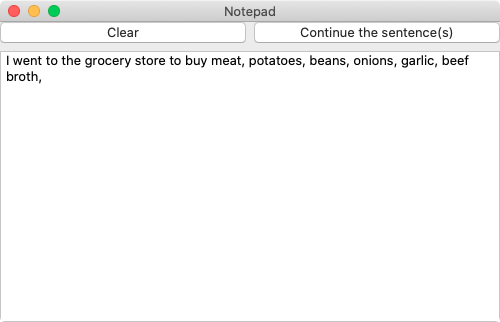 Notepad
Clear
Continue the sentence(s)
I went to the grocery store to buy meat, potatoes, beans, onions, garlic, beef
broth,